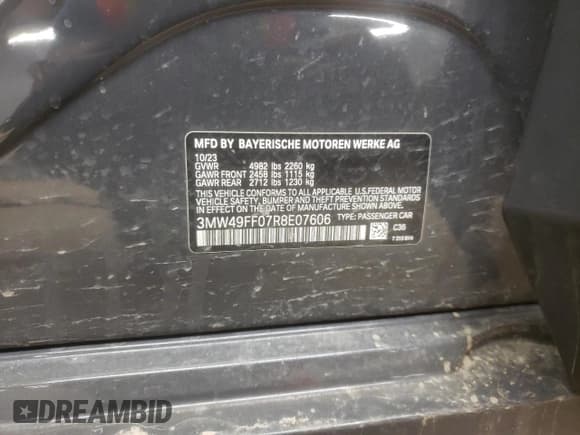 MFD BY BAYERISCHE MOTOREN WERKE AG
10/23
GVWR 4982 lbs 2260 kg
GAWR FRONT 2458 lbs 1115 kg
GAWR REAR 2712 lbs 1230 kg
THIS VEHICLE CONFORMS TO ALL APPLICABLE U.S.FEDERAL MOTOR
VEHICLE SAFETY, BUMPER, AND THEFT PREVENTION STANDARDS
IN EFFECT ON THE DATE OF MANUFACTURE SHOWN ABOVE.
3MW49FF07R8E07606 TYPE: PASSENGER CAR
C36
DREAMBID